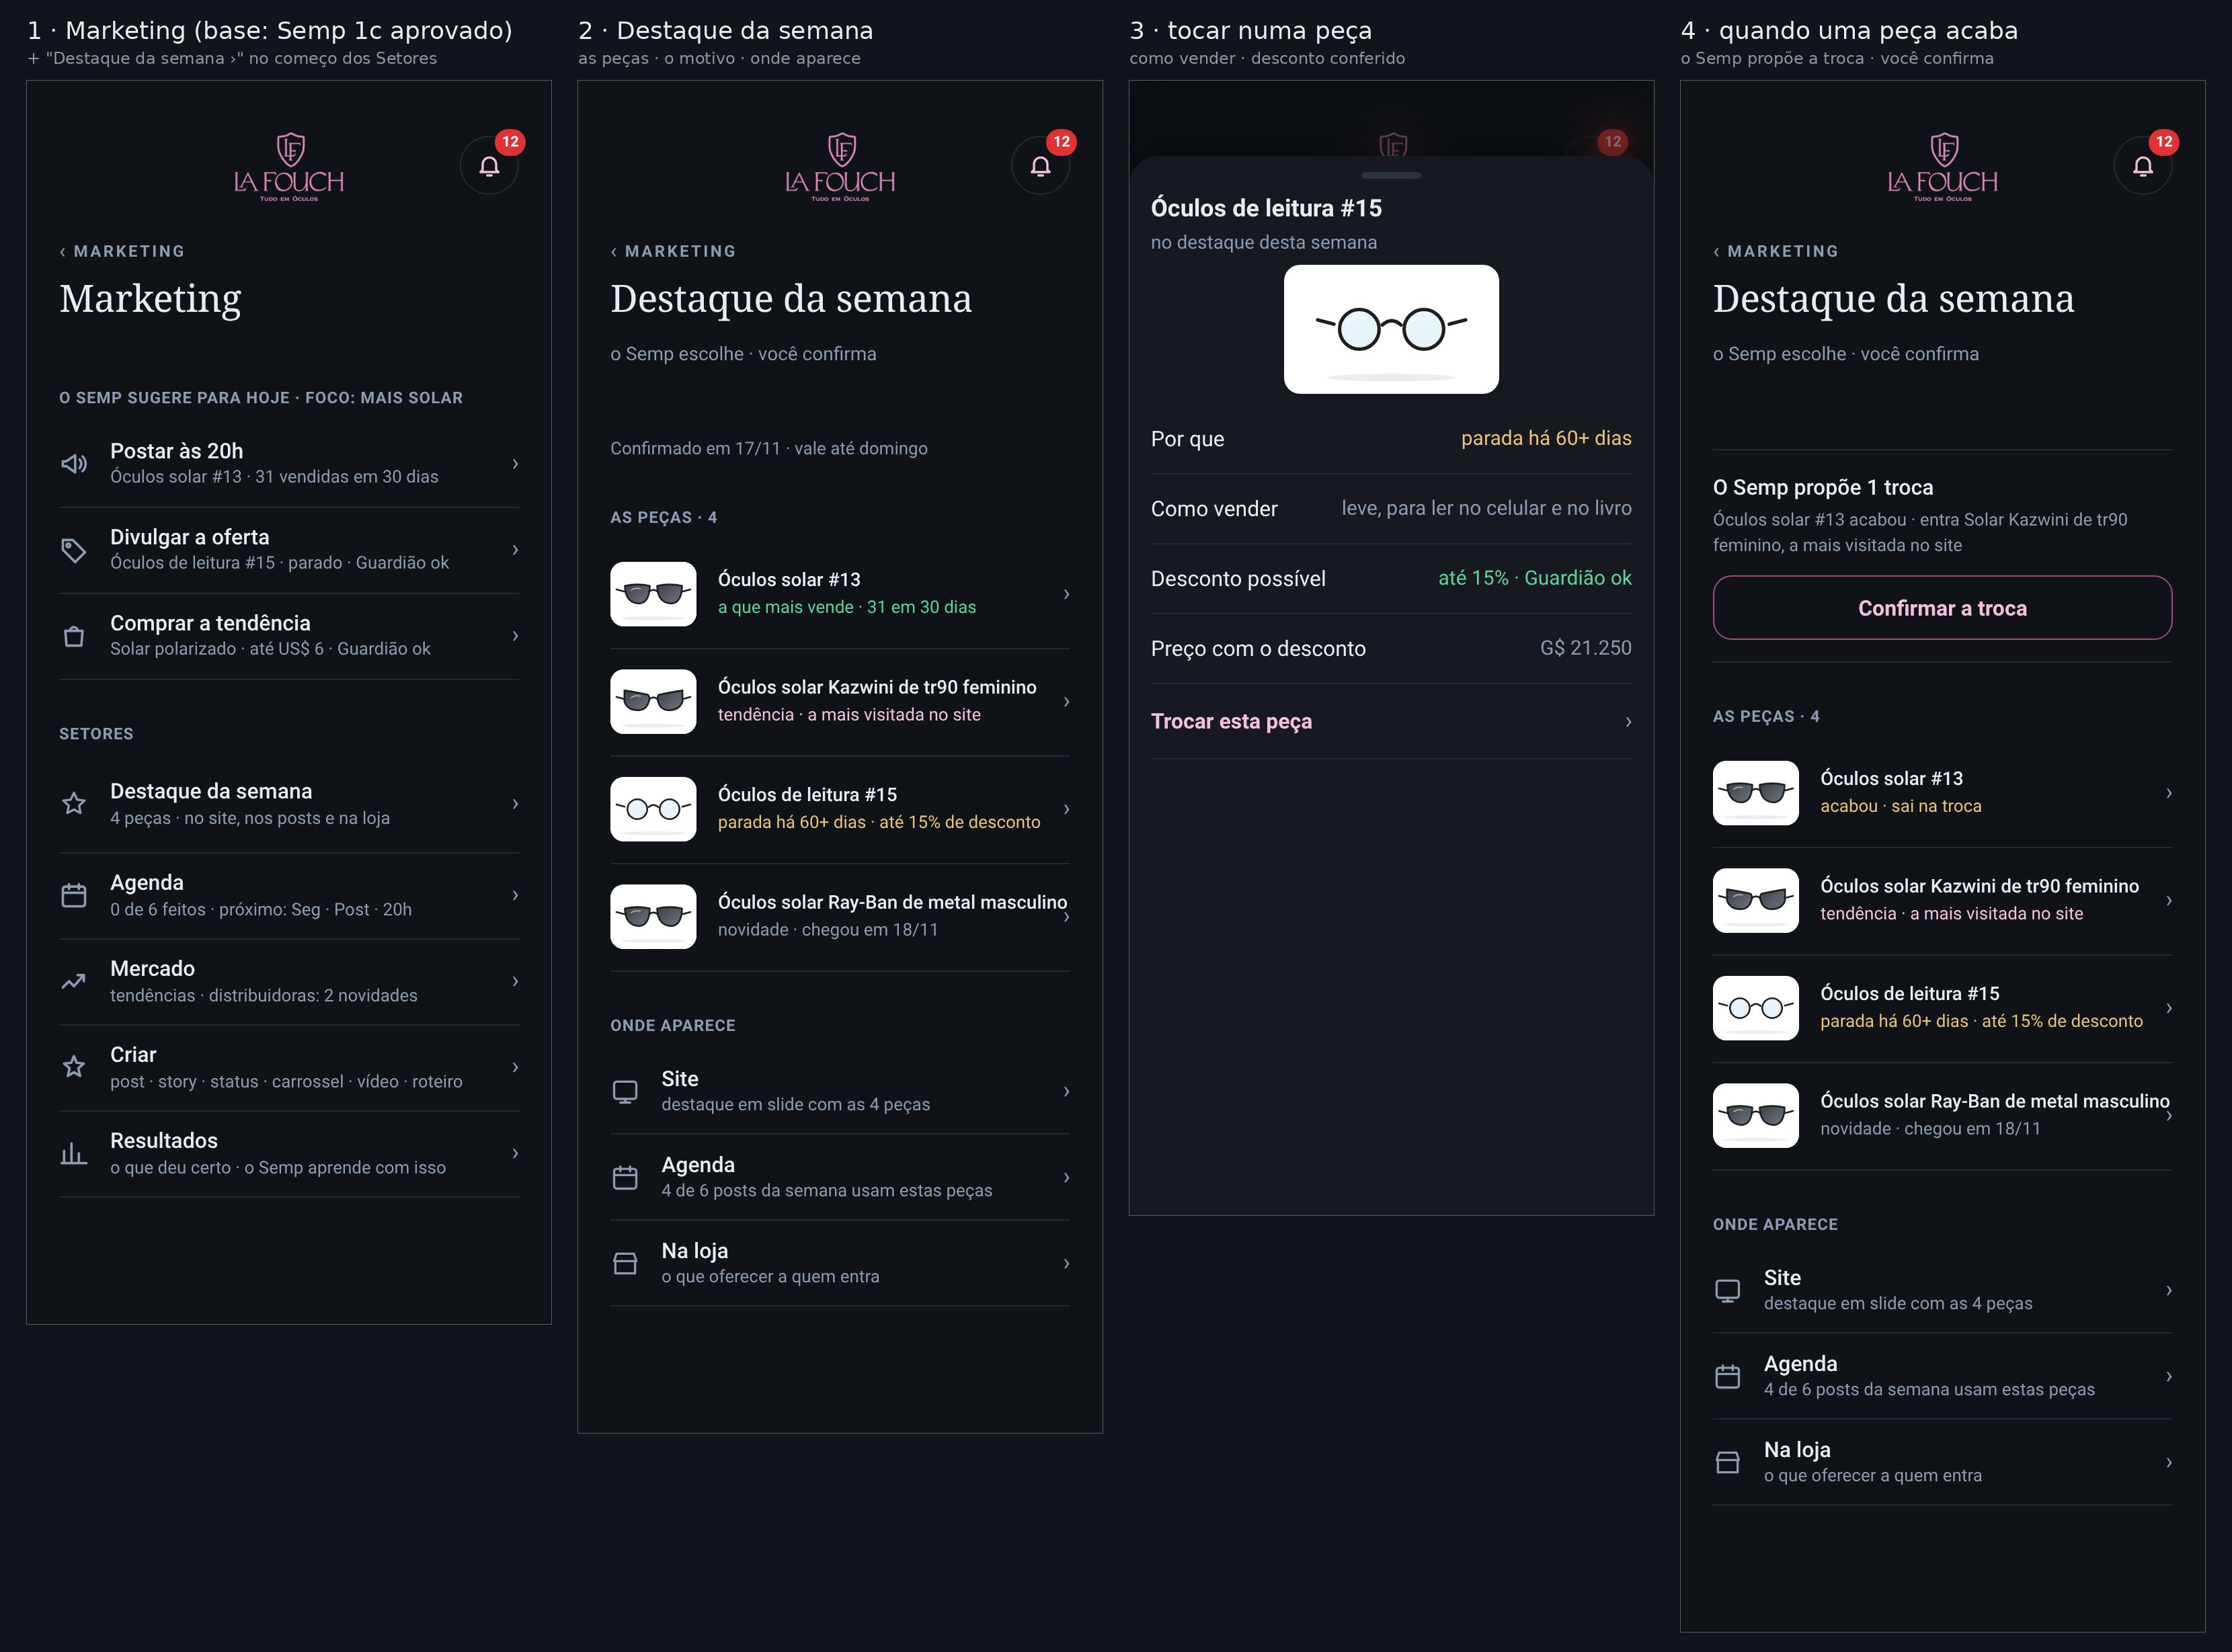 1 · Marketing (base: Semp 1c aprovado)
+ "Destaque da semana ›" no começo dos Setores
12
LF
LA FOUCH
TUDO EM ÓCULOS
‹ MARKETING
Marketing
O SEMP SUGERE PARA HOJE · FOCO: MAIS SOLAR
Postar às 20h
Óculos solar #13 · 31 vendidas em 30 dias
›
Divulgar a oferta
Óculos de leitura #15 · parado · Guardião ok
›
Comprar a tendência
Solar polarizado · até US$ 6 · Guardião ok
›
SETORES
Destaque da semana
4 peças · no site, nos posts e na loja
›
Agenda
0 de 6 feitos · próximo: Seg · Post · 20h
›
Mercado
tendências · distribuidoras: 2 novidades
›
Criar
post · story · status · carrossel · vídeo · roteiro
›
Resultados
o que deu certo · o Semp aprende com isso
›
2 · Destaque da semana
as peças · o motivo · onde aparece
12
LF
LA FOUCH
TUDO EM ÓCULOS
‹ MARKETING
Destaque da semana
o Semp escolhe · você confirma
Confirmado em 17/11 · vale até domingo
AS PEÇAS · 4
Óculos solar #13
a que mais vende · 31 em 30 dias
›
Óculos solar Kazwini de tr90 feminino
tendência · a mais visitada no site
›
Óculos de leitura #15
parada há 60+ dias · até 15% de desconto
›
Óculos solar Ray-Ban de metal masculino
novidade · chegou em 18/11
›
ONDE APARECE
Site
destaque em slide com as 4 peças
›
Agenda
4 de 6 posts da semana usam estas peças
›
Na loja
o que oferecer a quem entra
›
3 · tocar numa peça
como vender · desconto conferido
12
LF
Óculos de leitura #15
no destaque desta semana
Por que parada há 60+ dias
Como vender leve, para ler no celular e no livro
Desconto possível até 15% · Guardião ok
Preço com o desconto G$ 21.250
Trocar esta peça ›
4 · quando uma peça acaba
o Semp propõe a troca · você confirma
12
LF
LA FOUCH
TUDO EM ÓCULOS
‹ MARKETING
Destaque da semana
o Semp escolhe · você confirma
O Semp propõe 1 troca
Óculos solar #13 acabou · entra Solar Kazwini de tr90
feminino, a mais visitada no site
Confirmar a troca
AS PEÇAS · 4
Óculos solar #13
acabou · sai na troca
›
Óculos solar Kazwini de tr90 feminino
tendência · a mais visitada no site
›
Óculos de leitura #15
parada há 60+ dias · até 15% de desconto
›
Óculos solar Ray-Ban de metal masculino
novidade · chegou em 18/11
›
ONDE APARECE
Site
destaque em slide com as 4 peças
›
Agenda
4 de 6 posts da semana usam estas peças
›
Na loja
o que oferecer a quem entra
›